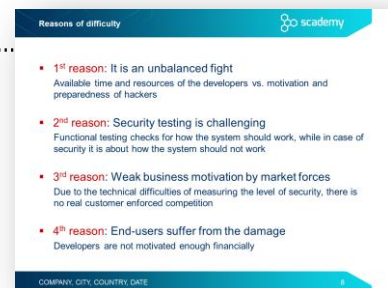 Reasons of difficulty
scademy
▪ 1st reason: It is an unbalanced fight
Available time and resources of the developers vs. motivation and
preparedness of hackers
▪ 2nd reason: Security testing is challenging
Functional testing checks for how the system should work, while in case of
security it is about how the system should not work
▪ 3rd reason: Weak business motivation by market forces
Due to the technical difficulties of measuring the level of security, there is
no real customer enforced competition
▪ 4th reason: End-users suffer from the damage
Developers are not motivated enough financially
COMPANY, CITY, COUNTRY, DATE
8